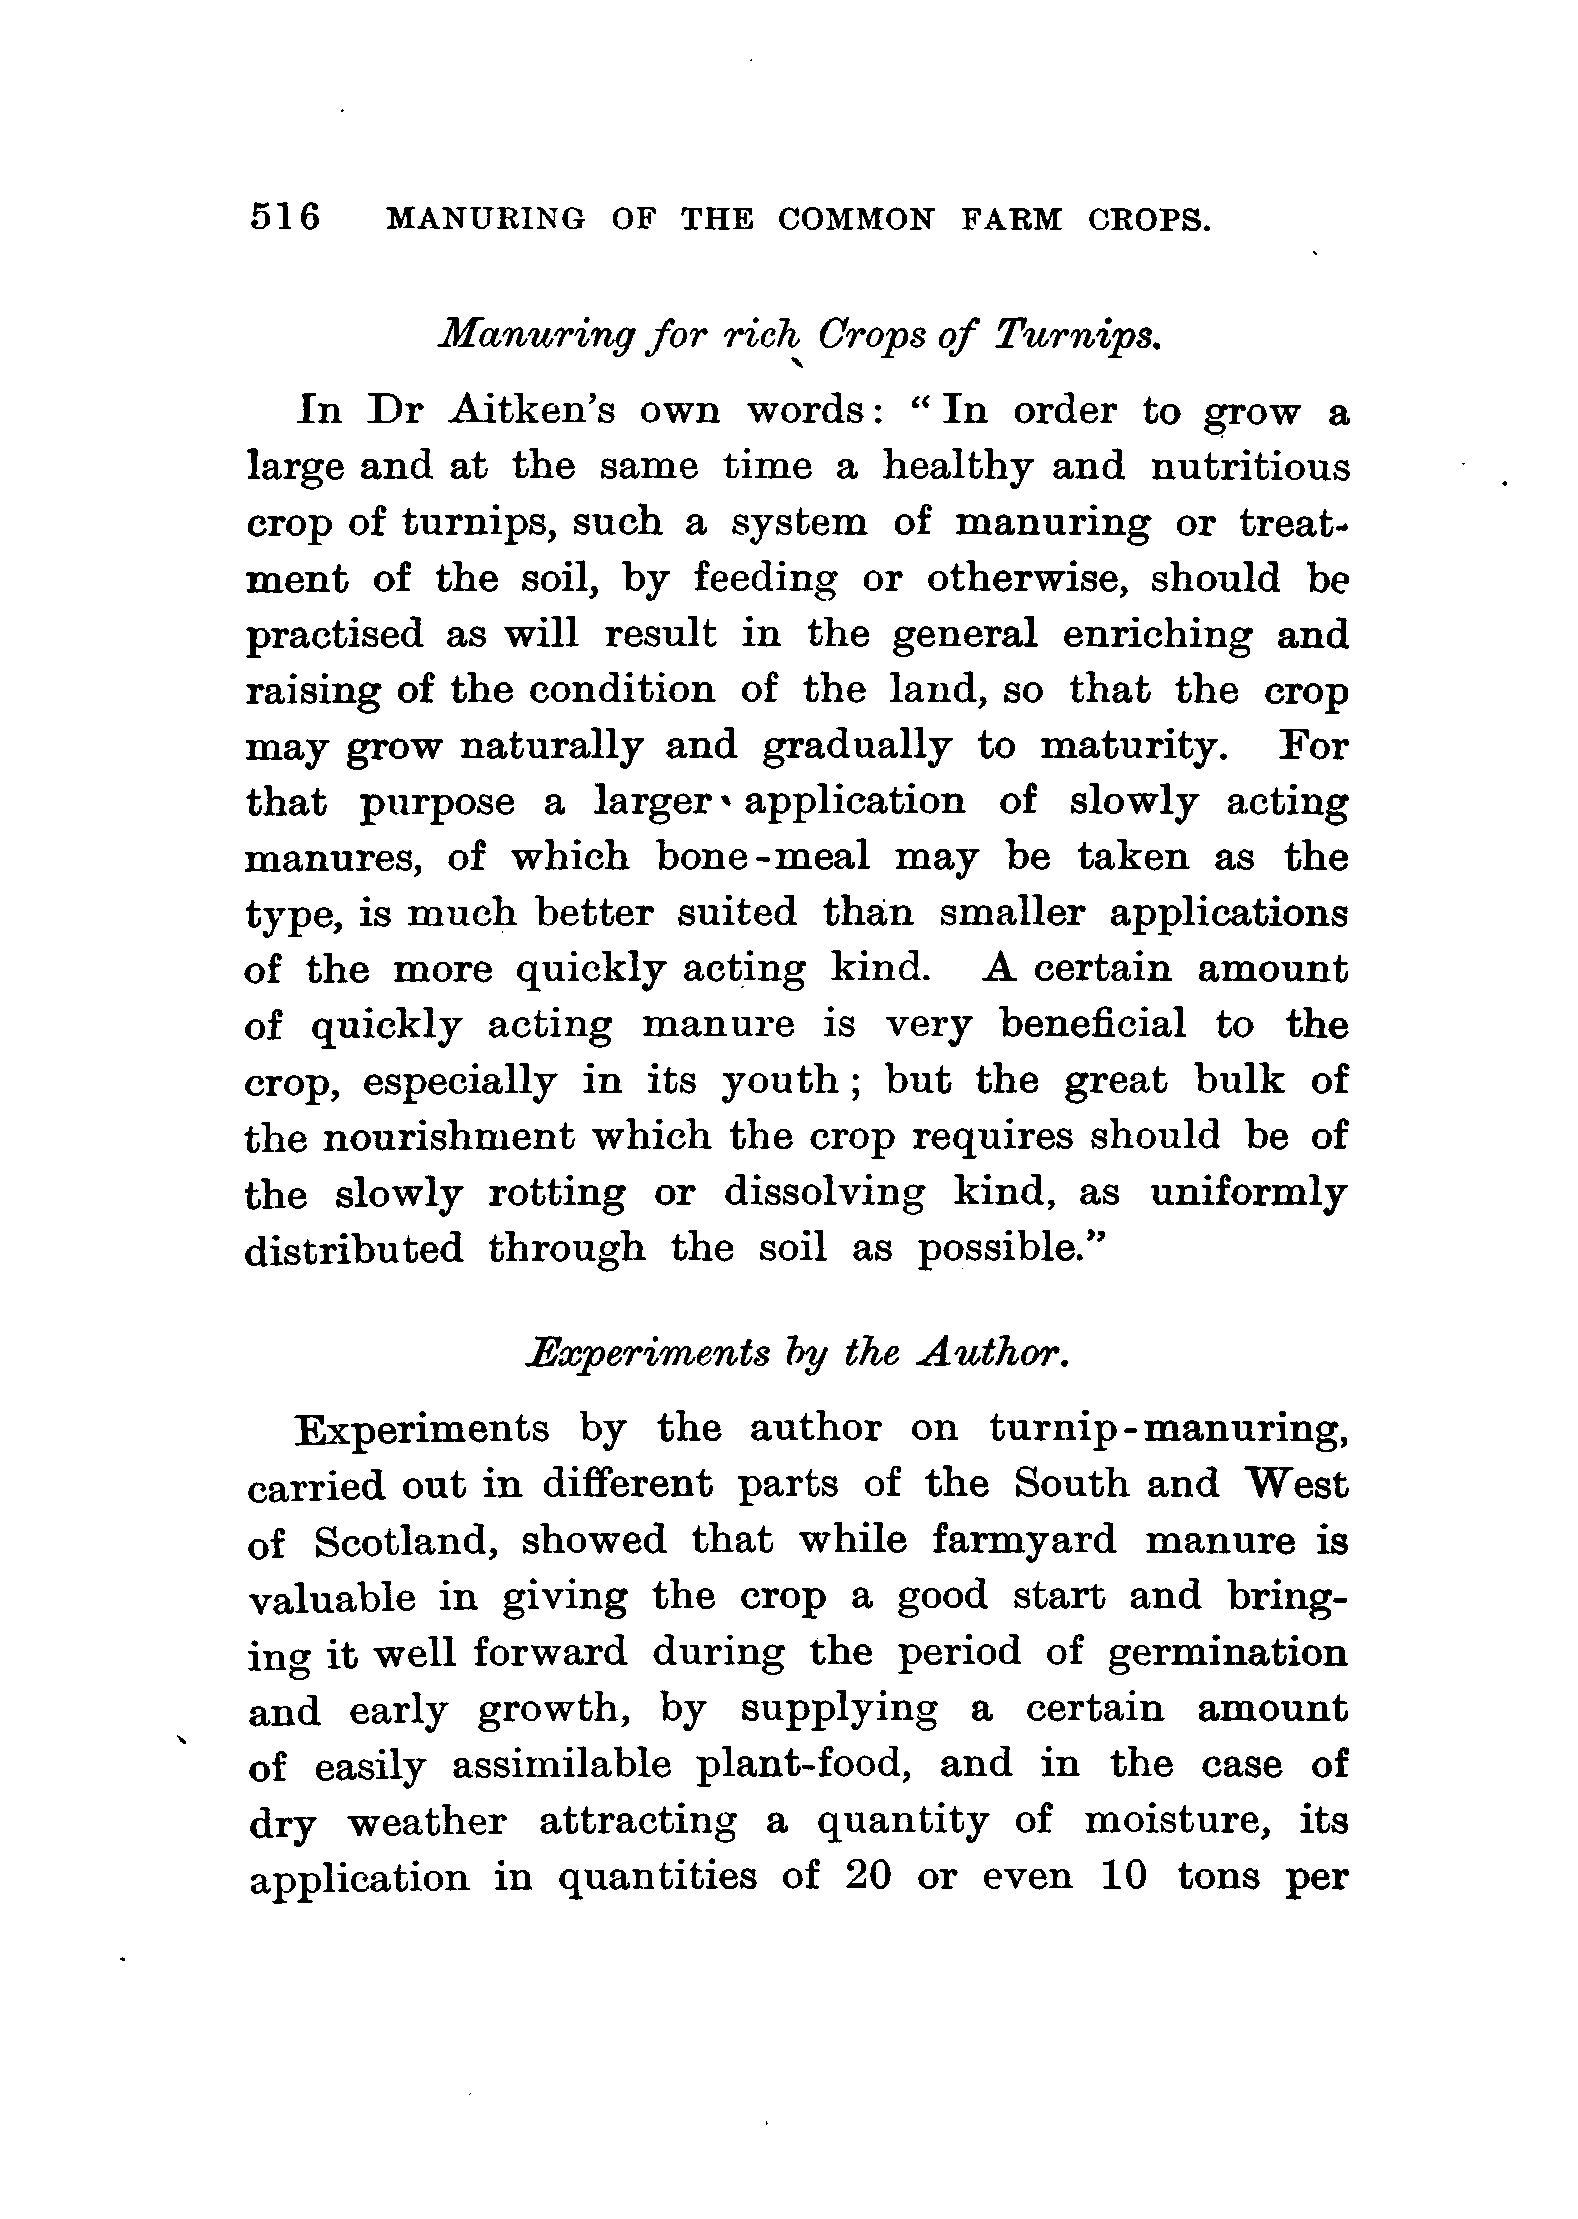 516 MANURING OF THE COMMON FARM CROPS.
Manuring for rich Crops of Turnips.
In Dr Aitken's own words: "In order to grow a
large and at the same time a healthy and nutritious
crop of turnips, such a system of manuring or treat-
ment of the soil, by feeding or otherwise, should be
practised as will result in the general enriching and
raising of the condition of the land, so that the crop
may grow naturally and gradually to maturity. For
that purpose a larger application of slowly acting
manures, of which bone-meal may be taken as the
type, is much better suited than smaller applications
of the more quickly acting kind. A certain amount
of quickly acting manure is very beneficial to the
crop, especially in its youth; but the great bulk of
the nourishment which the crop requires should be of
the slowly rotting or dissolving kind, as uniformly
distributed through the soil as possible."
Experiments by the Author.
Experiments by the author on turnip-manuring,
carried out in different parts of the South and West
of Scotland, showed that while farmyard manure is
valuable in giving the crop a good start and bring-
ing it well forward during the period of germination
and early growth, by supplying a certain amount
of easily assimilable plant-food, and in the case of
dry weather attracting a quantity of moisture, its
application in quantities of 20 or even 10 tons per